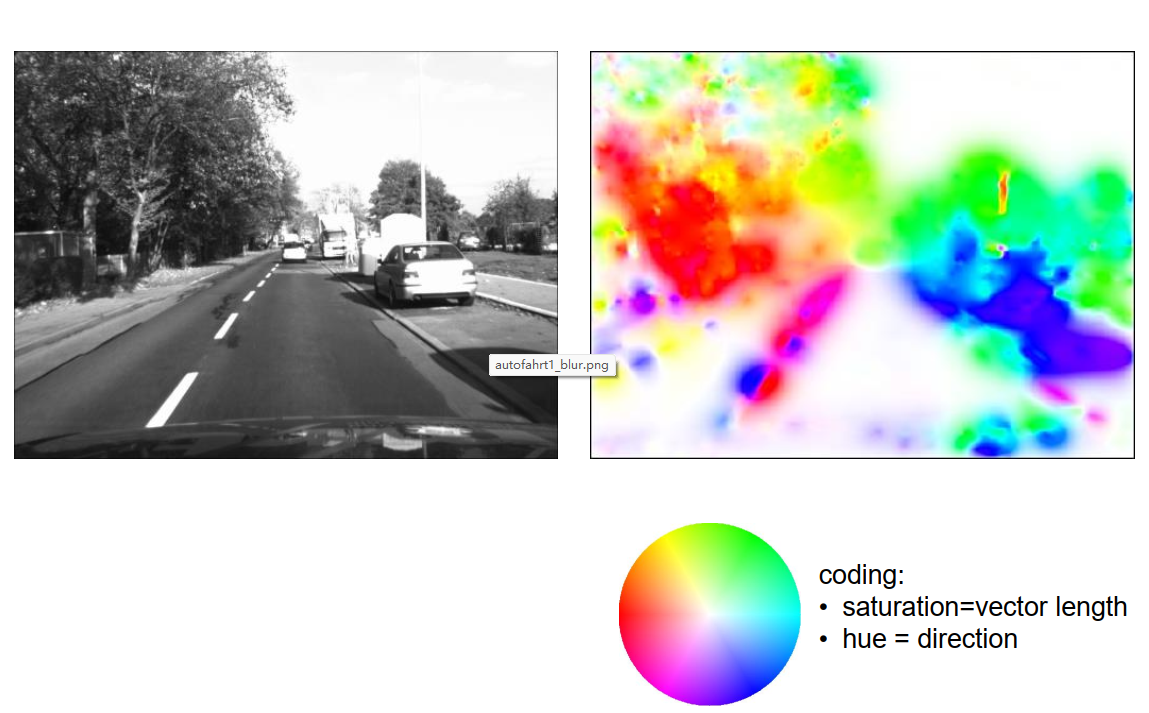 autofahrt1_blur.png
coding:
• saturation=vector length
• hue = direction